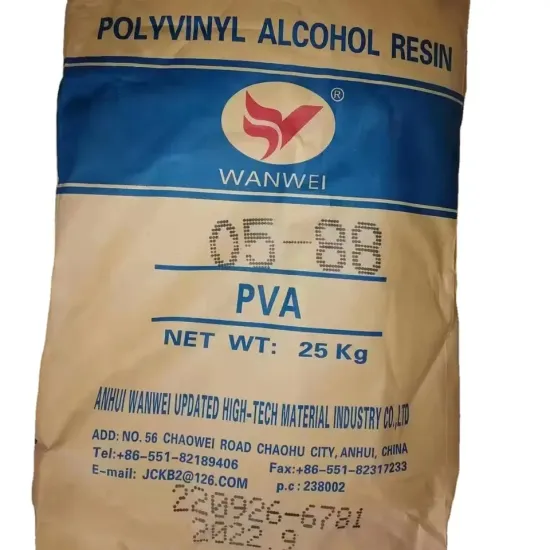 POLYVINYL ALCOHOL RESIN
®
WANWEI
05-88
PVA
NET WT: 25 Kg
ANHUI WANWEI UPDATED HIGH-TECH MATERIAL INDUSTRY CO.,LTD
ADD: NO. 56 CHAOWEI ROAD CHAOHU CITY, ANHUI, CHINA
Tel:+86-551-82189406 Fax:+86-551-82317233
E-mail: JCKB2@126.COM p.c: 238002
220926-6781
2022.9